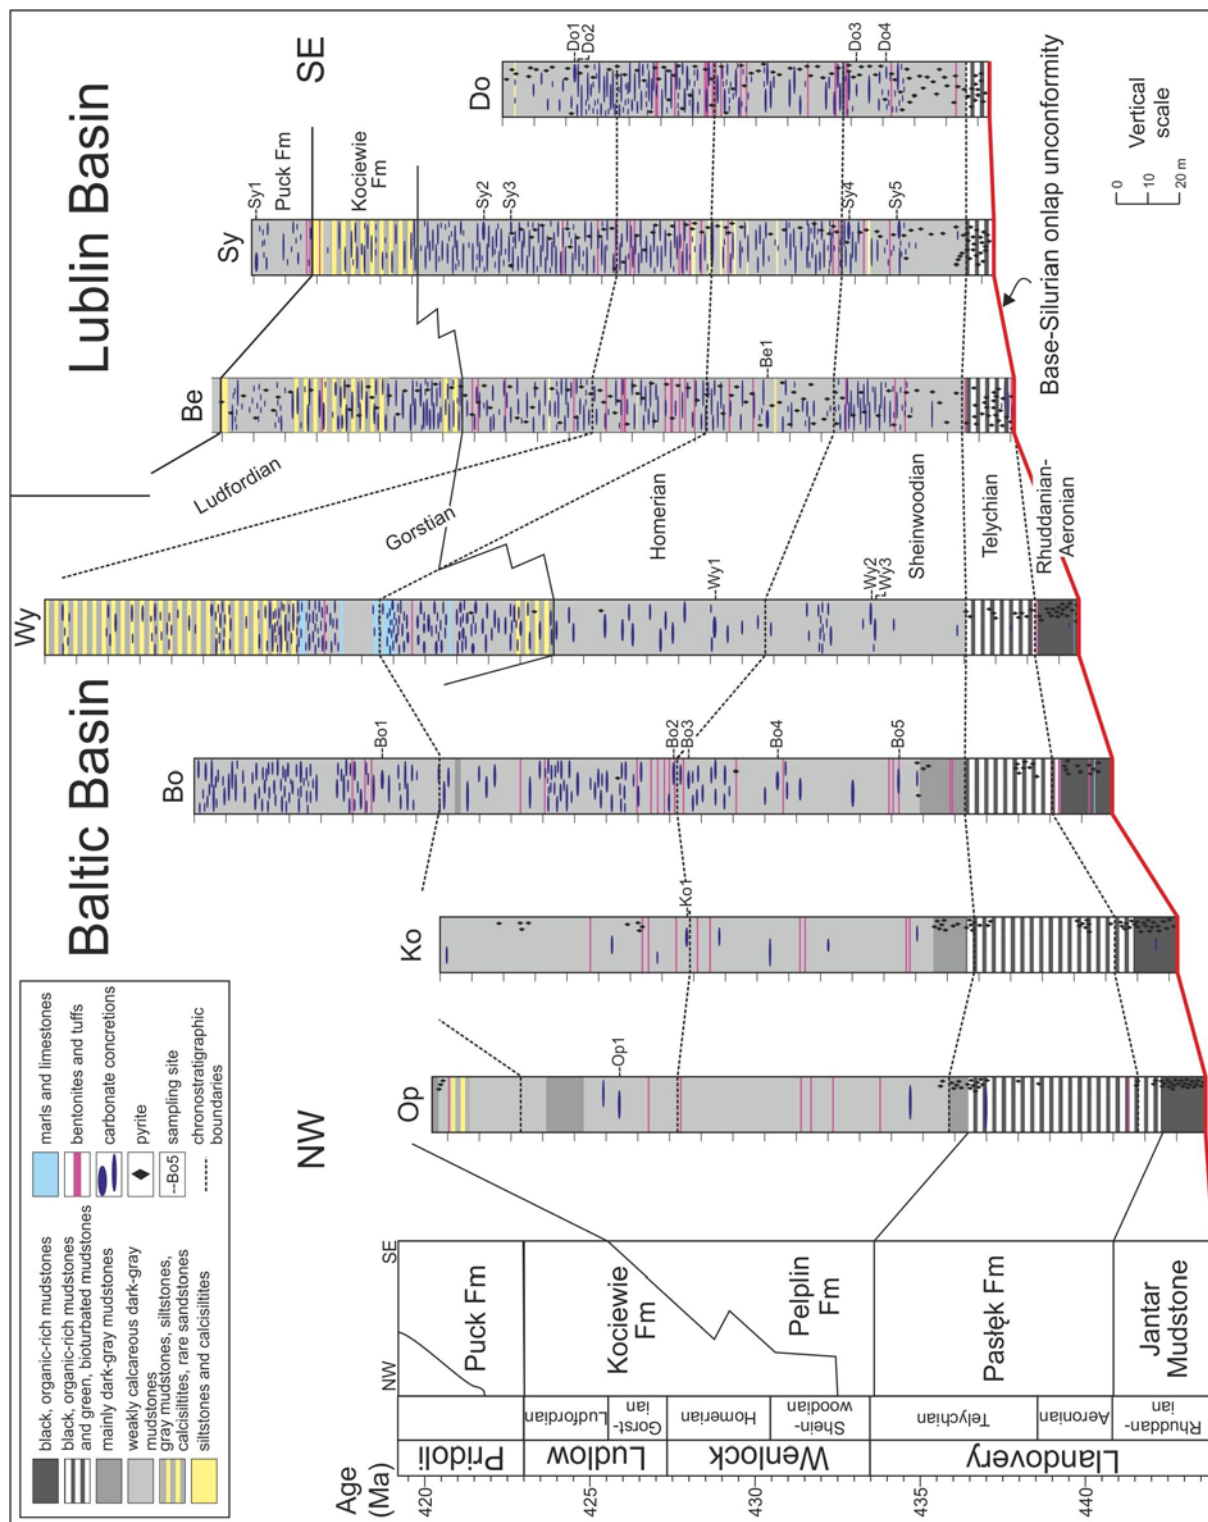 Baltic Basin
Lublin Basin
NW
SE
black, organic-rich mudstones
black, organic-rich mudstones
and green, bioturbated mudstones
mainly dark-gray mudstones
weakly calcareous dark-gray
mudstones
gray mudstones, siltstones,
calcisiltites, rare sandstones
siltstones and calcisiltites
marls and limestones
bentonites and tuffs
carbonate concretions
pyrite
--Bo5
sampling site
chronostratigraphic
boundaries
Age
(Ma)
420
425
430
435
440
Pridoli
Ludlow
Wenlock
Llandovery
Ludfordian
Gorst-
ian
Homerian
Shein-
woodian
Telychian
Aeronian
Rhuddan-
ian
NW
SE
Puck Fm
Kociewie
Fm
Pelplin
Fm
Pasłęk Fm
Jantar
Mudstone
Op
Op1
Ko
Ko1
Bo
Bo1
Bo2
Bo3
Bo4
Bo5
Wy
Wy1
Wy2
Wy3
Ludfordian
Gorstian
Homerian
Sheinwoodian
Telychian
Rhuddanian-
Aeronian
Be
Be1
Sy
Sy1
Sy2
Sy3
Sy4
Sy5
Puck Fm
Kociewie
Fm
Do
Do1
Do2
Do3
Do4
Base-Silurian onlap unconformity
0
10
20 m
Vertical
scale